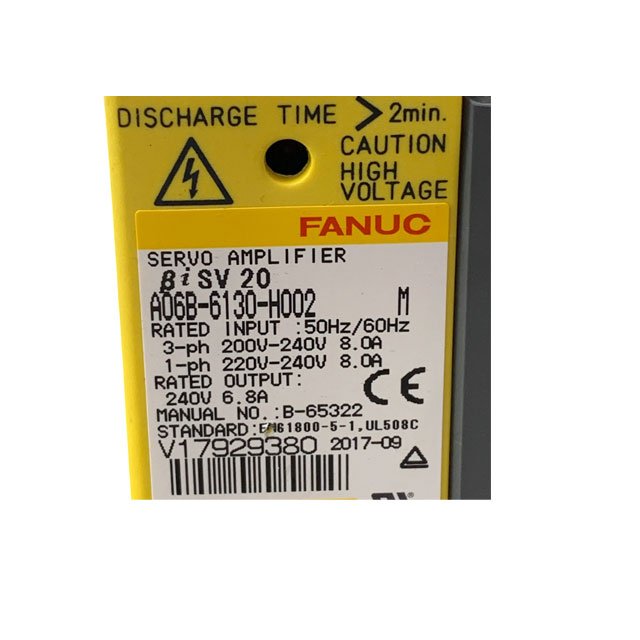 DISCHARGE TIME > 2min.
CAUTION
HIGH
VOLTAGE
FANUC
SERVO AMPLIFIER
βi SV 20
A06B-6130-H002 M
RATED INPUT :50Hz/60Hz
3-ph 200V-240V 8.0A
1-ph 220V-240V 8.0A
RATED OUTPUT:
240V 6.8A
CE
MANUAL NO.:B-65322
STANDARD:EN61800-5-1,UL508C
V17929380 2017-09